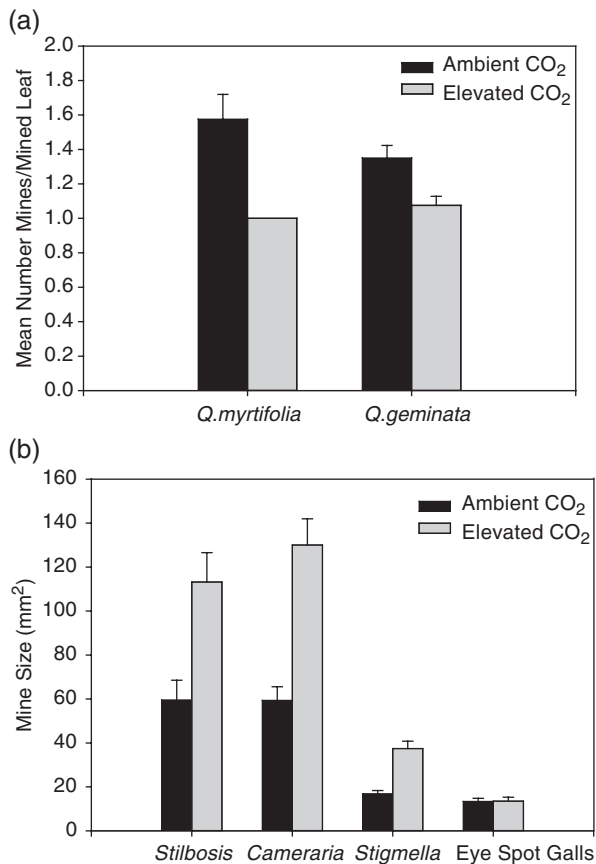 (a)
2.0
1.8
1.6
1.4
1.2
1.0
0.8
0.6
0.4
0.2
0.0
Mean Number Mines/Mined Leaf
Ambient CO₂
Elevated CO₂
Q.myrtifolia Q.geminata
(b)
160
140
120
100
80
60
40
20
0
Mine Size (mm²)
Ambient CO₂
Elevated CO₂
Stilbosis Cameraria Stigmella Eye Spot Galls